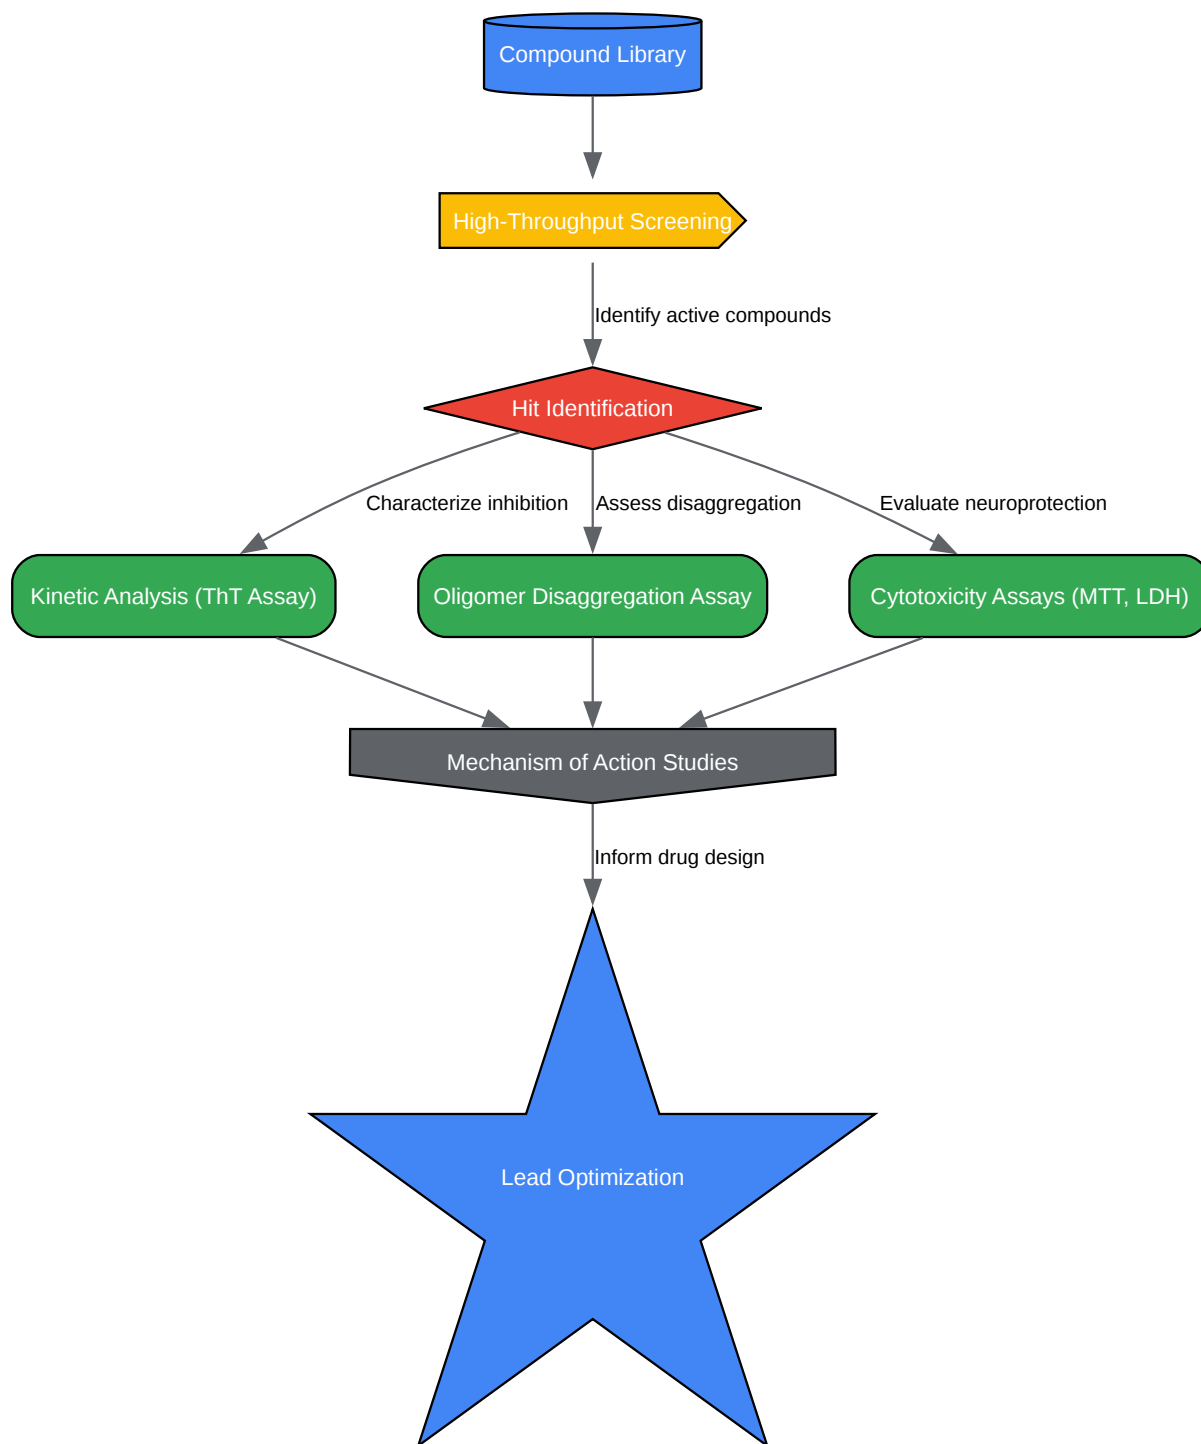 Compound Library
High-Throughput Screening
Identify active compounds
Hit Identification
Characterize inhibition
Assess disaggregation
Evaluate neuroprotection
Kinetic Analysis (ThT Assay)
Oligomer Disaggregation Assay
Cytotoxicity Assays (MTT, LDH)
Mechanism of Action Studies
Inform drug design
Lead Optimization